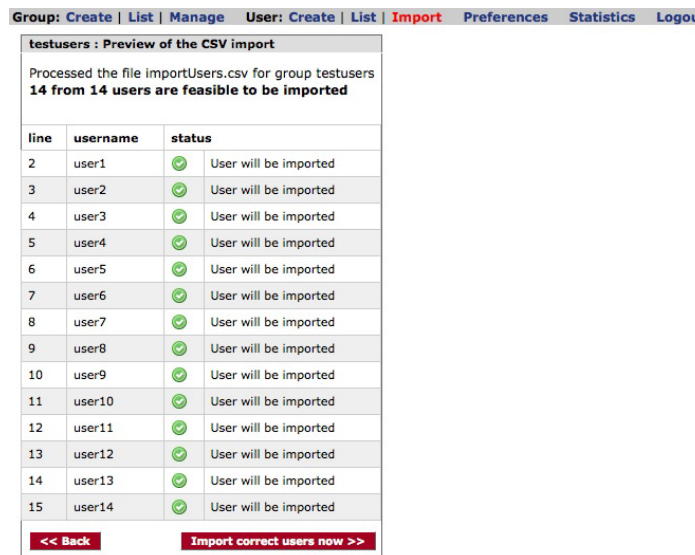 Group: Create | List | Manage User: Create | List | Import Preferences Statistics
testusers : Preview of the CSV import
Processed the file importUsers.csv for group testusers
14 from 14 users are feasible to be imported
line username status
2 user1 User will be imported
3 user2 User will be imported
4 user3 User will be imported
5 user4 User will be imported
6 user5 User will be imported
7 user6 User will be imported
8 user7 User will be imported
9 user8 User will be imported
10 user9 User will be imported
11 user10 User will be imported
12 user11 User will be imported
13 user12 User will be imported
14 user13 User will be imported
15 user14 User will be imported
<< Back Import correct users now >>